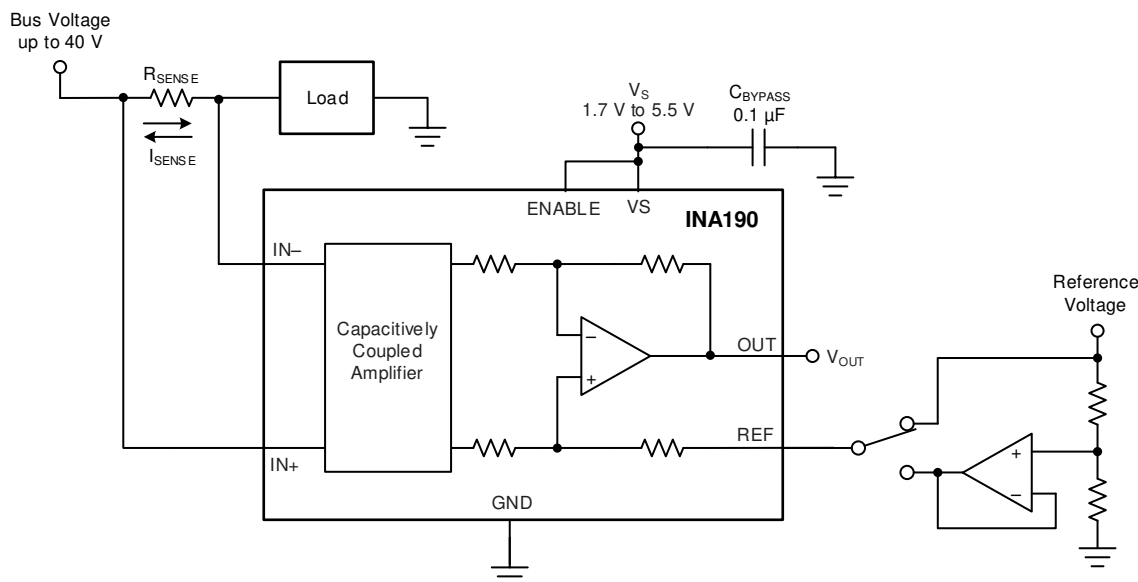 Bus Voltage
up to 40 V
RSENSE
ISENSE
Load
VS
1.7 V to 5.5 V
CBYPASS
0.1 µF
ENABLE
VS
INA190
IN–
Capacitively
Coupled
Amplifier
–
+
OUT
VOUT
Reference
Voltage
REF
+
–
IN+
GND